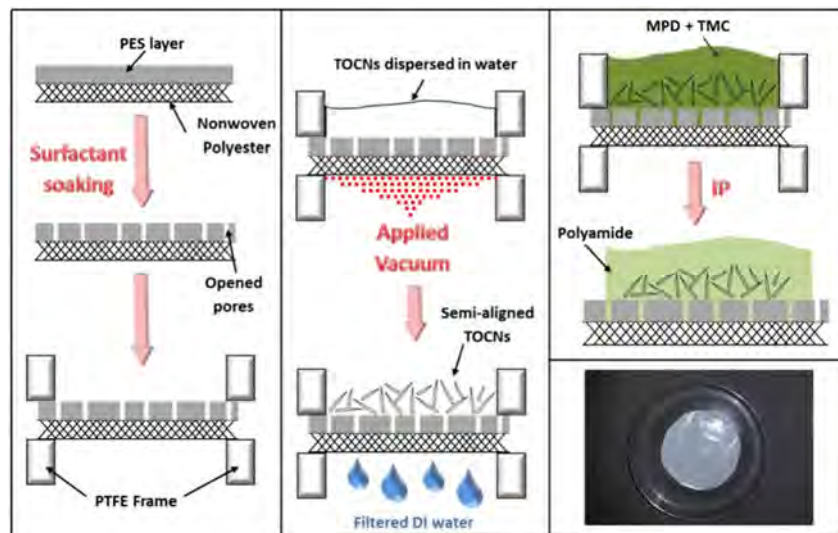 PES layer
Nonwoven
Polyester
Surfactant
soaking
Opened
pores
PTFE Frame
TOCNs dispersed in water
Applied
Vacuum
Semi-aligned
TOCNs
Filtered DI water
MPD + TMC
IP
Polyamide